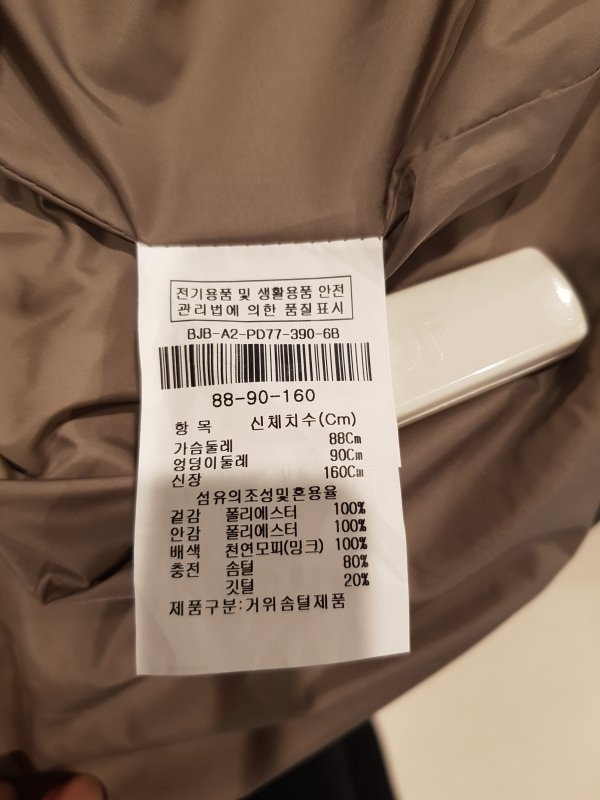 전기용품 및 생활용품 안전
관리법에 의한 품질표시
BJB-A2-PD77-390-6B
88-90-160
항 목 신체치수(Cm)
가슴둘레 88Cm
엉덩이둘레 90Cm
신장 160Cm
섬유의조성및혼용율
겉감 폴리에스터 100%
안감 폴리에스터 100%
배색 천연모피(밍크) 100%
충전 솜털 80%
깃털 20%
제품구분:거위솜털제품